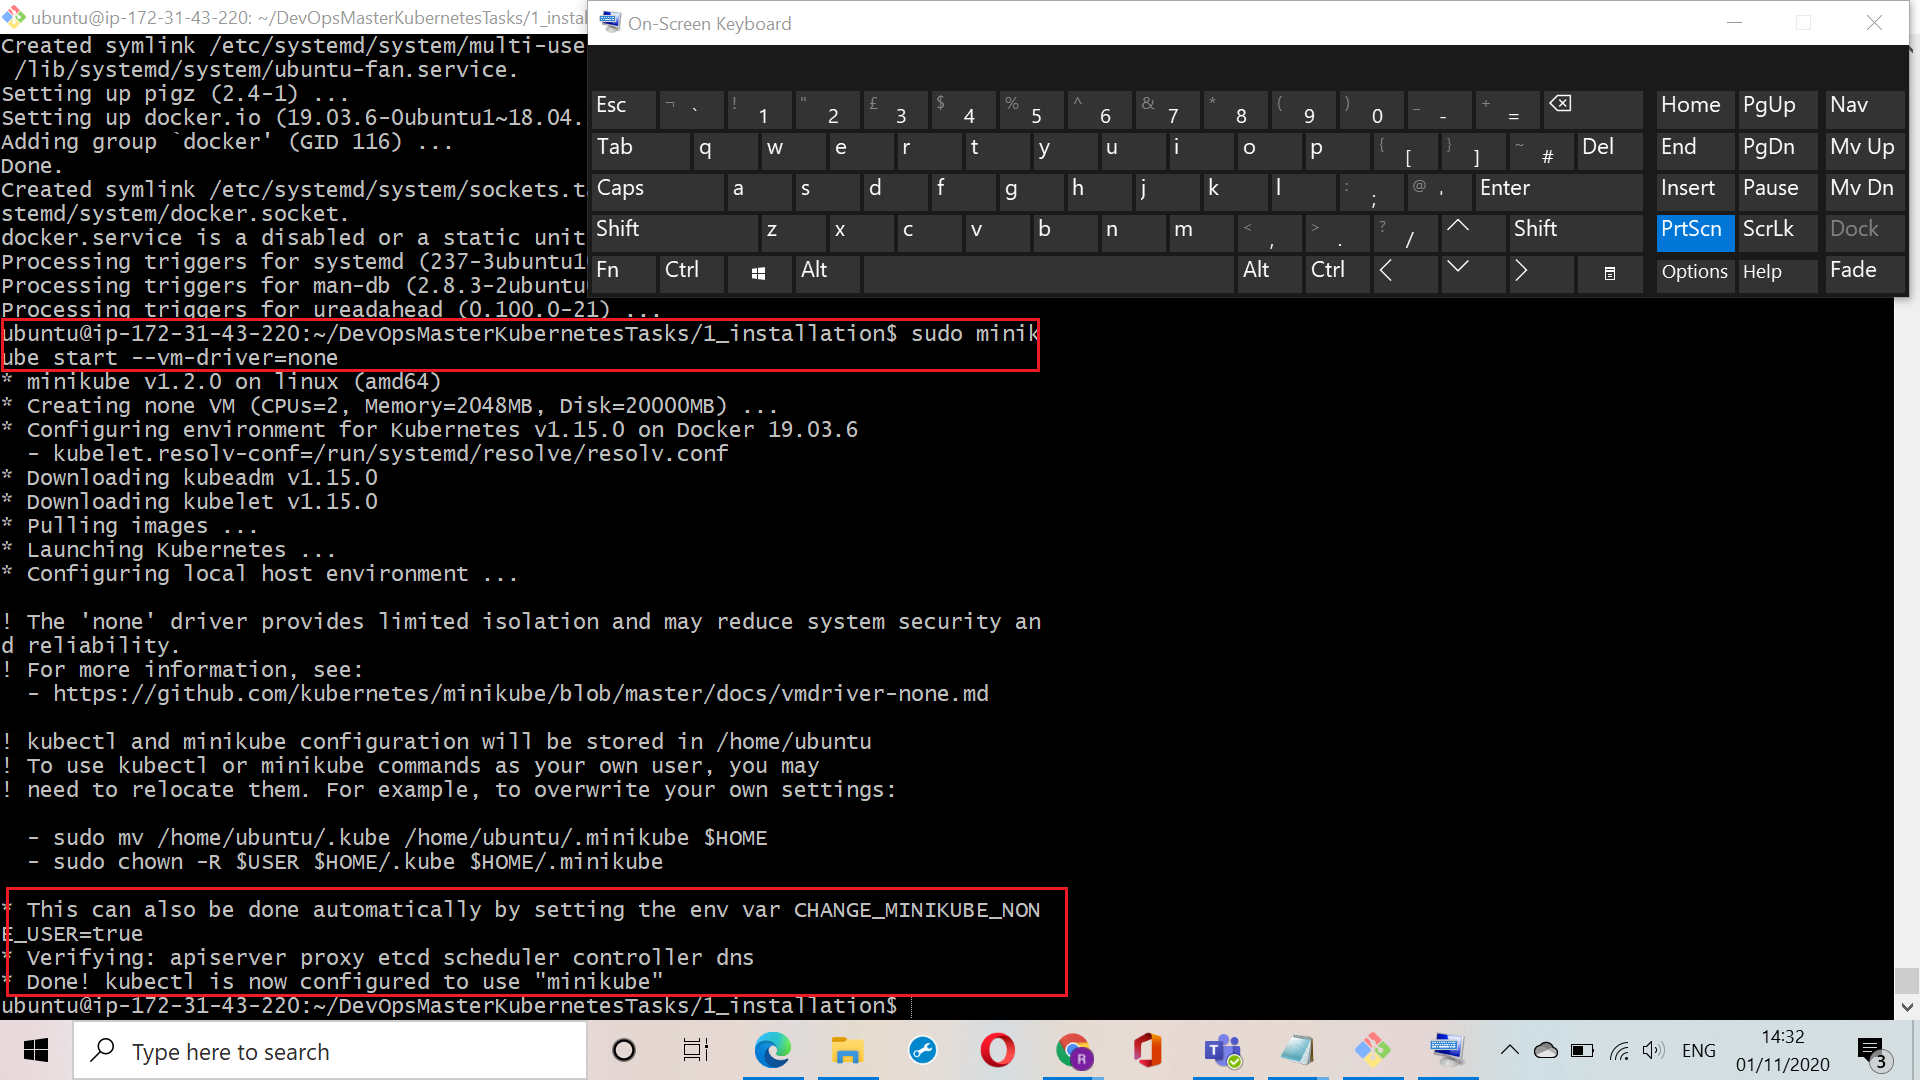 ubuntu@ip-172-31-43-220: ~/DevOpsMasterKubernetesTasks/1_instal
On-Screen Keyboard
Created symlink /etc/systemd/system/multi-use
/lib/systemd/system/ubuntu-fan.service.
Setting up pigz (2.4-1) ...
Setting up docker.io (19.03.6-0ubuntu1~18.04.
Adding group `docker' (GID 116) ...
Done.
Created symlink /etc/systemd/system/sockets.t
stemd/system/docker.socket.
docker.service is a disabled or a static unit
Processing triggers for systemd (237-3ubuntu1
Processing triggers for man-db (2.8.3-2ubuntu
Processing triggers for ureadahead (0.100.0-21) ...
Esc ¬ ` ! 1 " 2 £ 3 $ 4 % 5 ^ 6 & 7 * 8 ( 9 ) 0 _ - + = Home PgUp Nav
Tab q w e r t y u i o p { [ } ] ~ # Del End PgDn Mv Up
Caps a s d f g h j k l : ; @ ' Enter Insert Pause Mv Dn
Shift z x c v b n m < , > . ? / Shift PrtScn ScrLk Dock
Fn Ctrl Alt Alt Ctrl Options Help Fade
ubuntu@ip-172-31-43-220:~/DevOpsMasterKubernetesTasks/1_installation$ sudo minik
ube start --vm-driver=none
* minikube v1.2.0 on linux (amd64)
* Creating none VM (CPUs=2, Memory=2048MB, Disk=20000MB) ...
* Configuring environment for Kubernetes v1.15.0 on Docker 19.03.6
- kubelet.resolv-conf=/run/systemd/resolve/resolv.conf
* Downloading kubeadm v1.15.0
* Downloading kubelet v1.15.0
* Pulling images ...
* Launching Kubernetes ...
* Configuring local host environment ...
! The 'none' driver provides limited isolation and may reduce system security an
d reliability.
! For more information, see:
- https://github.com/kubernetes/minikube/blob/master/docs/vmdriver-none.md
! kubectl and minikube configuration will be stored in /home/ubuntu
! To use kubectl or minikube commands as your own user, you may
! need to relocate them. For example, to overwrite your own settings:
- sudo mv /home/ubuntu/.kube /home/ubuntu/.minikube $HOME
- sudo chown -R $USER $HOME/.kube $HOME/.minikube
* This can also be done automatically by setting the env var CHANGE_MINIKUBE_NON
E_USER=true
* Verifying: apiserver proxy etcd scheduler controller dns
* Done! kubectl is now configured to use "minikube"
ubuntu@ip-172-31-43-220:~/DevOpsMasterKubernetesTasks/1_installation$
Type here to search
R
T
ENG
14:32
01/11/2020
3